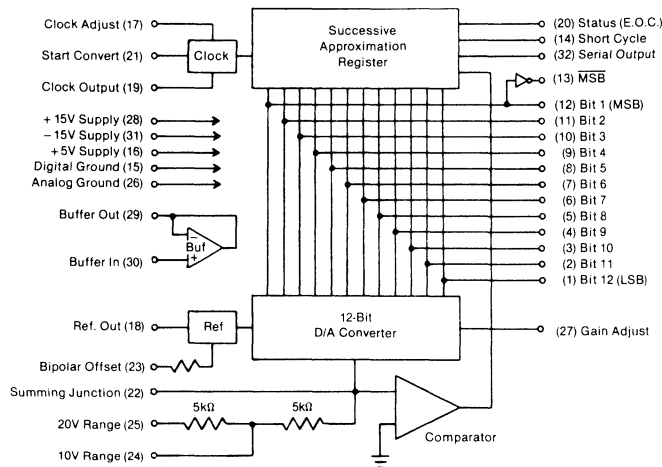 Clock Adjust (17)
Start Convert (21)
Clock Output (19)
Clock
Successive
Approximation
Register
(20) Status (E.O.C.)
(14) Short Cycle
(32) Serial Output
(13) M̅S̅B̅
(12) Bit 1 (MSB)
(11) Bit 2
(10) Bit 3
(9) Bit 4
(8) Bit 5
(7) Bit 6
(6) Bit 7
(5) Bit 8
(4) Bit 9
(3) Bit 10
(2) Bit 11
(1) Bit 12 (LSB)
+15V Supply (28)
−15V Supply (31)
+5V Supply (16)
Digital Ground (15)
Analog Ground (26)
Buffer Out (29)
Buffer In (30)
−
Buf
+
Ref. Out (18)
Ref
12-Bit
D/A Converter
(27) Gain Adjust
Bipolar Offset (23)
Summing Junction (22)
5kΩ
5kΩ
20V Range (25)
10V Range (24)
Comparator